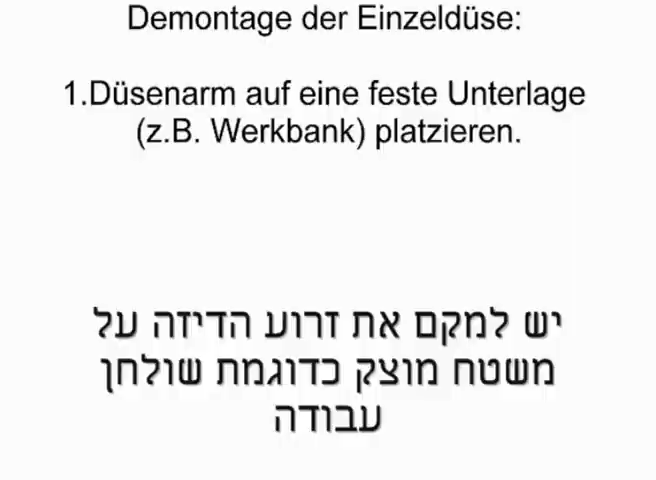 Demontage der Einzeldüse:
1.Düsenarm auf eine feste Unterlage
(z.B. Werkbank) platzieren.
יש למקם את זרוע הדיזה על
משטח מוצק כדוגמת שולחן
עבודה